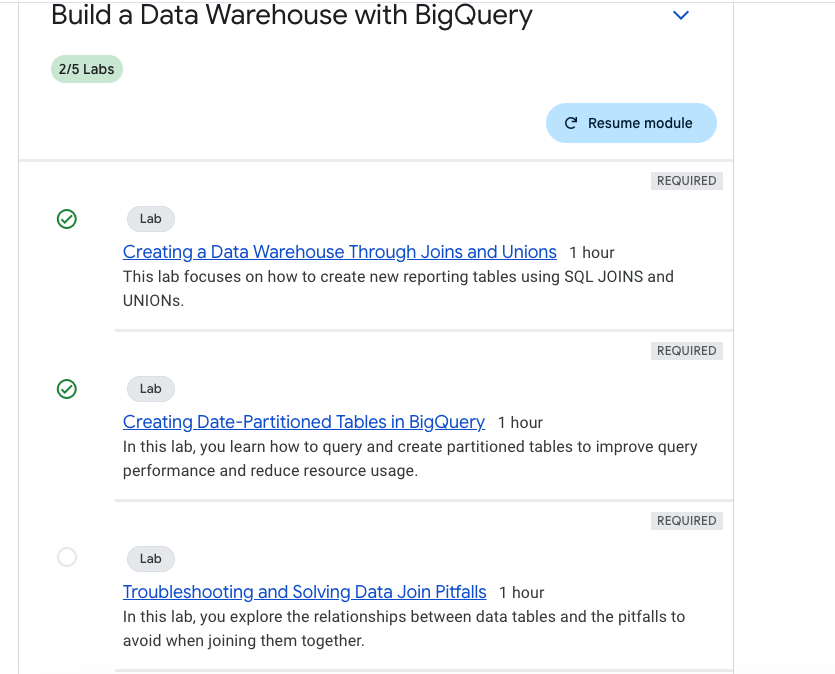 Build a Data Warehouse with BigQuery
2/5 Labs
Resume module
REQUIRED
Lab
Creating a Data Warehouse Through Joins and Unions 1 hour
This lab focuses on how to create new reporting tables using SQL JOINS and
UNIONs.
REQUIRED
Lab
Creating Date-Partitioned Tables in BigQuery 1 hour
In this lab, you learn how to query and create partitioned tables to improve query
performance and reduce resource usage.
REQUIRED
Lab
Troubleshooting and Solving Data Join Pitfalls 1 hour
In this lab, you explore the relationships between data tables and the pitfalls to
avoid when joining them together.